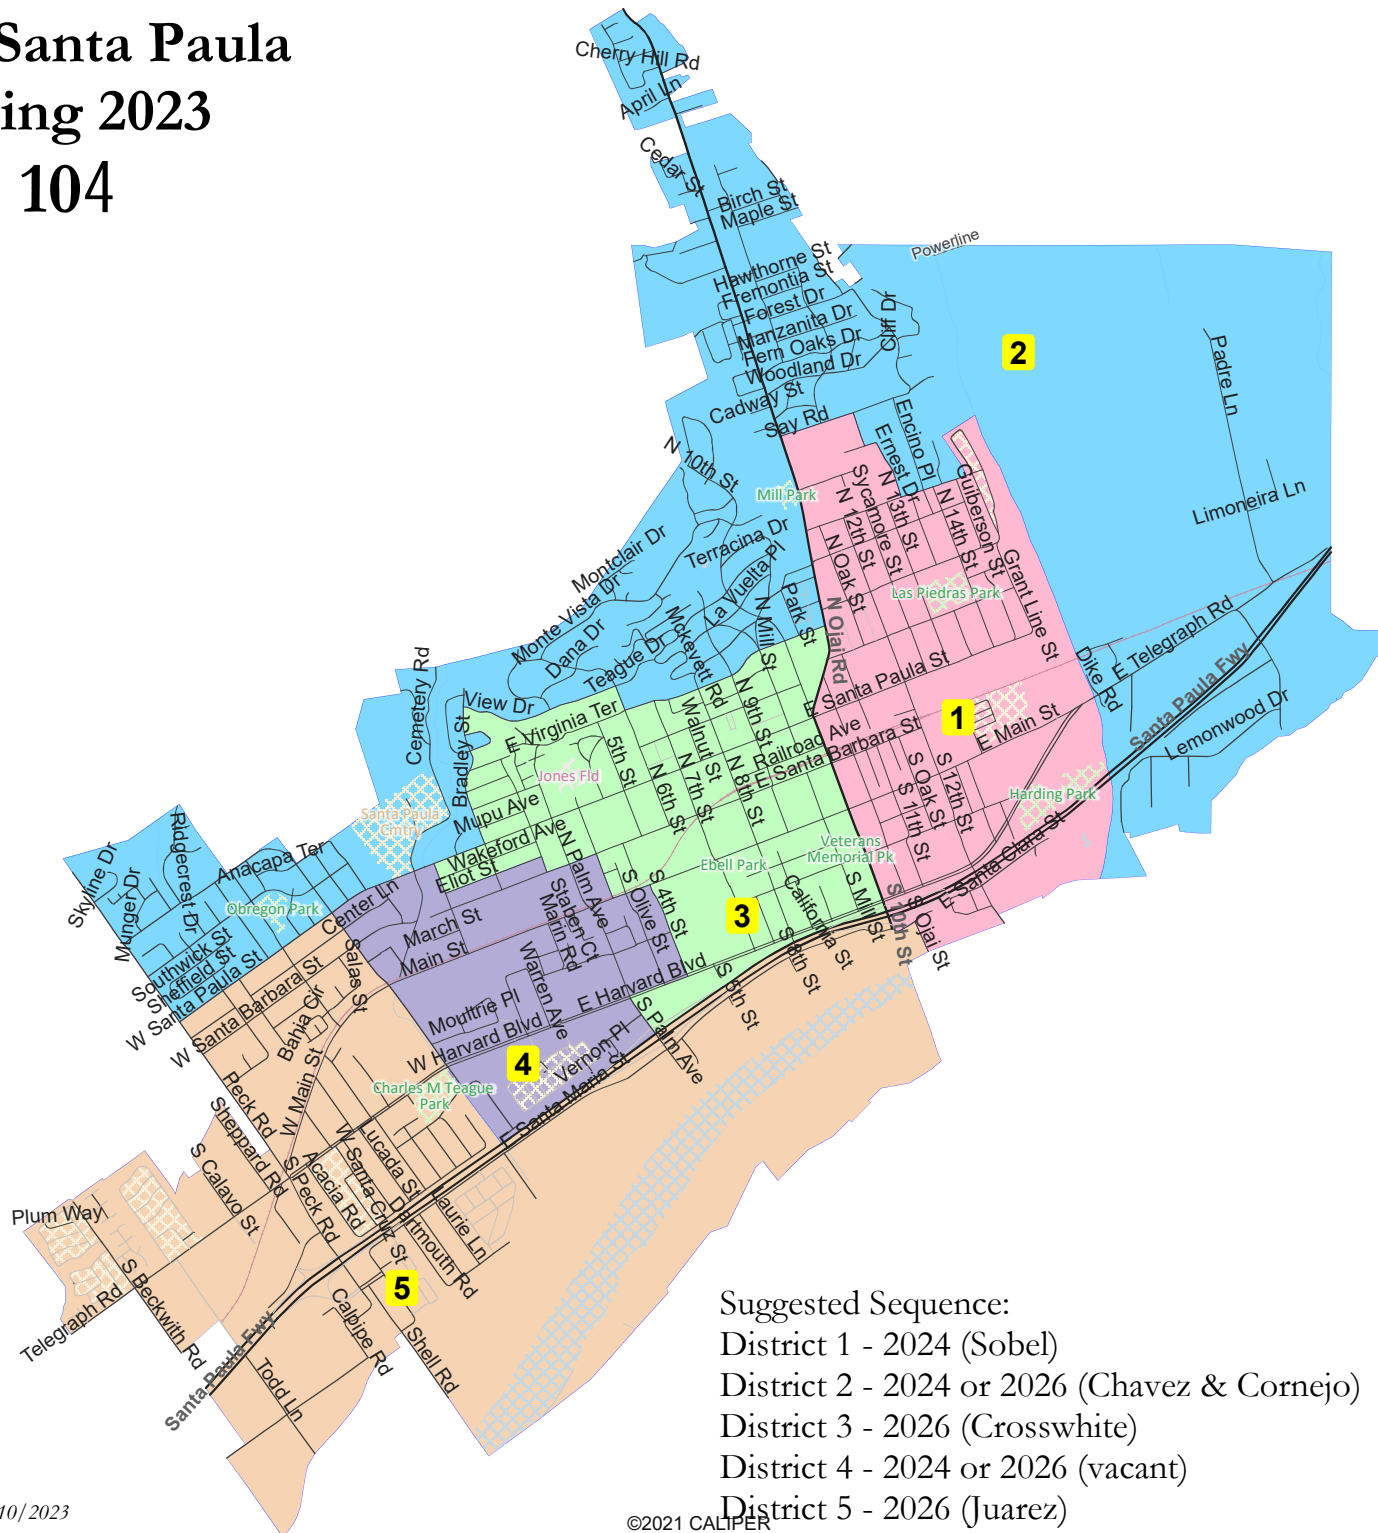 Santa Paula
ing 2023
104
Cherry Hill Rd
April Ln
Cedar St
Birch St
Maple St
Hawthorne St
Fremontia St
Forest Dr
Manzanita Dr
Fern Oaks Dr
Woodland Dr
Cadway St
Say Rd
Cliff Dr
Powerline
2
Padre Ln
Limoneira Ln
N 10th St
Mill Park
Encino Pl
Ernest Dr
Guiberson St
Sycamore St
N 12th St
N 13th St
N 14th St
N Oak St
Grant Line St
Las Piedras Park
Terracina Dr
La Vuelta Pl
Montclair Dr
Monte Vista Dr
Dana Dr
Teague Dr
Mckevett Rd
N Mill St
Park St
N Ojai Rd
E Santa Paula St
Dike Rd
E Telegraph Rd
Santa Paula Fwy
Lemonwood Dr
Cemetery Rd
View Dr
Bradley St
E Virginia Ter
5th St
Walnut St
N 9th St
Railroad Ave
E Santa Barbara St
1
E Main St
N 6th St
N 7th St
N 8th St
S Oak St
S 12th St
S 11th St
Harding Park
Jones Fld
Mupu Ave
Wakeford Ave
Eliot St
Santa Paula
Cmtry
N Palm Ave
Ebell Park
Veterans
Memorial Pk
E Santa Clara St
Skyline Dr
Munger Dr
Ridgecrest Dr
Anacapa Ter
Obregon Park
Center Ln
Southwick St
Sheffield St
W Santa Paula St
W Santa Barbara St
Salas St
March St
Main St
Staben Ct
Marin Rd
S Olive St
S 4th St
3
California St
S Mill St
S 8th St
S 10th St
S Ojai St
Bahia Cir
Moultrie Pl
Warren Ave
E Harvard Blvd
W Harvard Blvd
S 5th St
S Palm Ave
4
Vernon Pl
E Santa Maria St
Charles M Teague
Park
Peck Rd
W Main St
Sheppard Rd
S Calavo St
S Peck Rd
Acacia Rd
W Santa Cruz St
Lucada St
Dartmouth Rd
Laurie Ln
Plum Way
S Beckwith Rd
Telegraph Rd
5
Calpipe Rd
Shell Rd
Santa Paula Fwy
Todd Ln
Suggested Sequence:
District 1 - 2024 (Sobel)
District 2 - 2024 or 2026 (Chavez & Cornejo)
District 3 - 2026 (Crosswhite)
District 4 - 2024 or 2026 (vacant)
District 5 - 2026 (Juarez)
10/2023
©2021 CALIPER